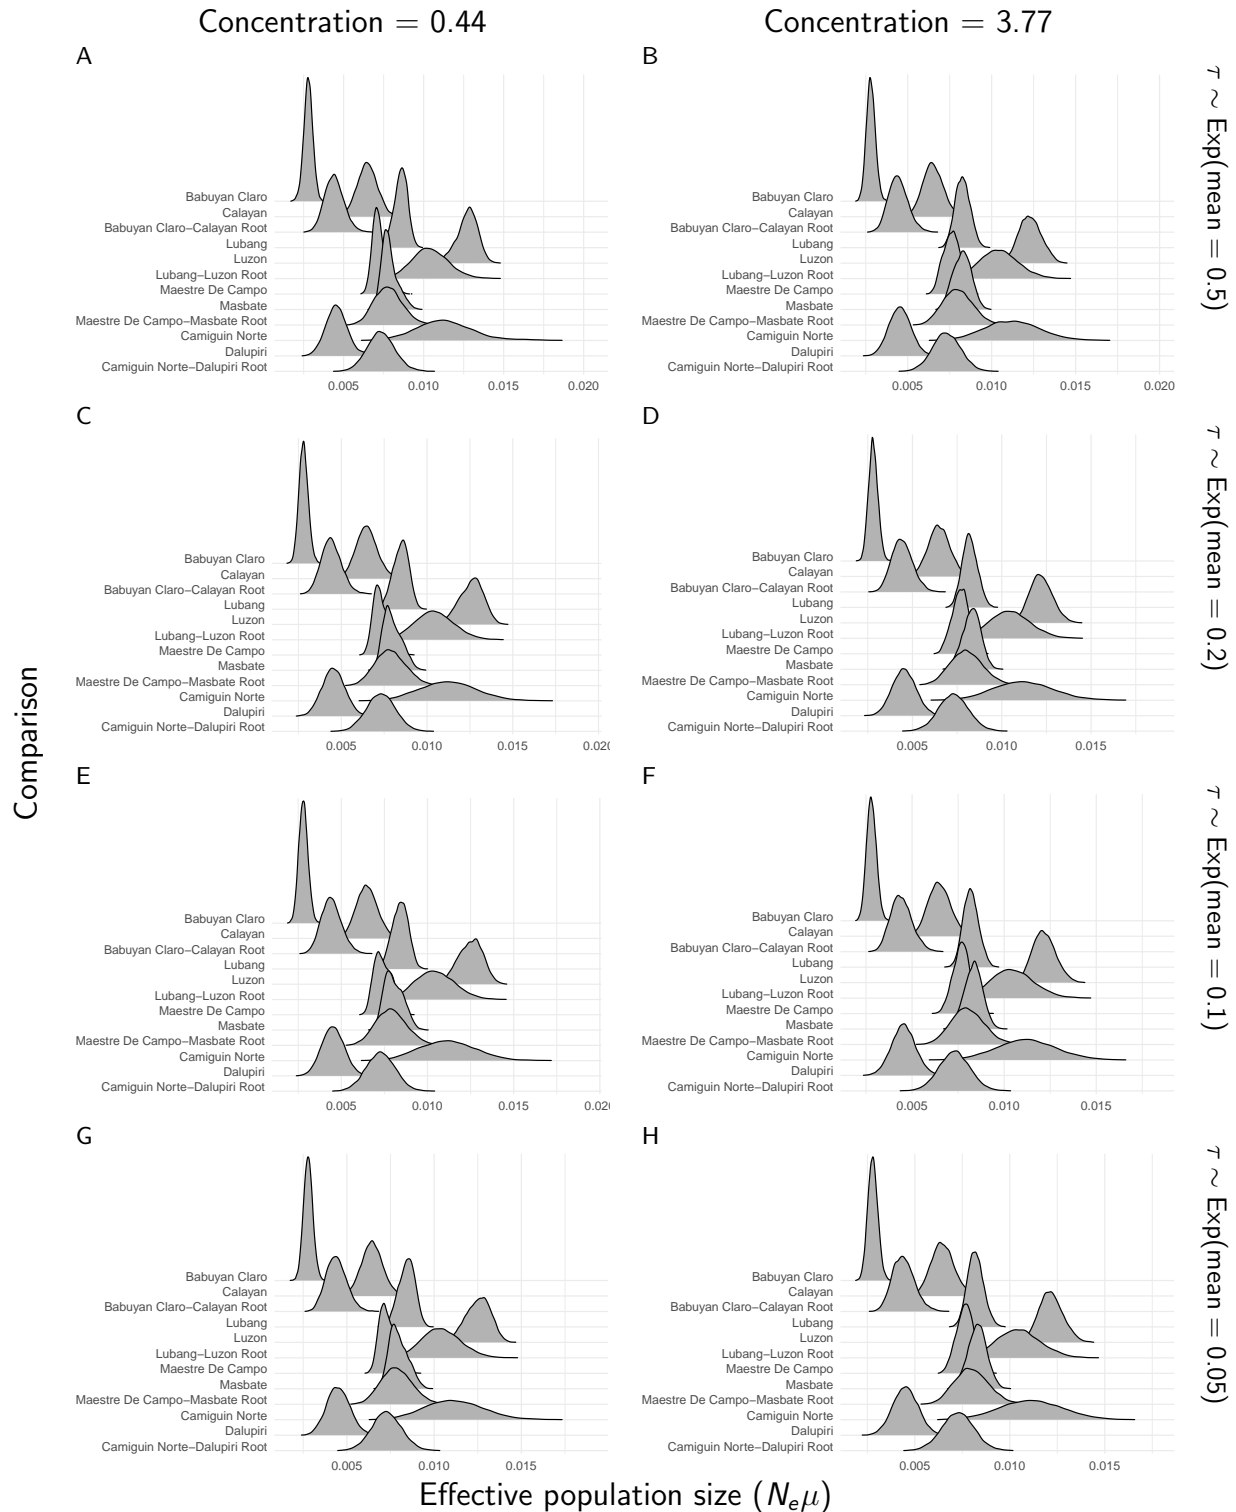 Concentration = 0.44
Concentration = 3.77
A
Babuyan Claro
Calayan
Babuyan Claro−Calayan Root
Lubang
Luzon
Lubang−Luzon Root
Maestre De Campo
Masbate
Maestre De Campo−Masbate Root
Camiguin Norte
Dalupiri
Camiguin Norte−Dalupiri Root
0.005 0.010 0.015 0.020
B
Babuyan Claro
Calayan
Babuyan Claro−Calayan Root
Lubang
Luzon
Lubang−Luzon Root
Maestre De Campo
Masbate
Maestre De Campo−Masbate Root
Camiguin Norte
Dalupiri
Camiguin Norte−Dalupiri Root
0.005 0.010 0.015 0.020
τ ∼ Exp(mean = 0.5)
C
Babuyan Claro
Calayan
Babuyan Claro−Calayan Root
Lubang
Luzon
Lubang−Luzon Root
Maestre De Campo
Masbate
Maestre De Campo−Masbate Root
Camiguin Norte
Dalupiri
Camiguin Norte−Dalupiri Root
0.005 0.010 0.015 0.020
D
Babuyan Claro
Calayan
Babuyan Claro−Calayan Root
Lubang
Luzon
Lubang−Luzon Root
Maestre De Campo
Masbate
Maestre De Campo−Masbate Root
Camiguin Norte
Dalupiri
Camiguin Norte−Dalupiri Root
0.005 0.010 0.015
τ ∼ Exp(mean = 0.2)
Comparison
E
Babuyan Claro
Calayan
Babuyan Claro−Calayan Root
Lubang
Luzon
Lubang−Luzon Root
Maestre De Campo
Masbate
Maestre De Campo−Masbate Root
Camiguin Norte
Dalupiri
Camiguin Norte−Dalupiri Root
0.005 0.010 0.015 0.020
F
Babuyan Claro
Calayan
Babuyan Claro−Calayan Root
Lubang
Luzon
Lubang−Luzon Root
Maestre De Campo
Masbate
Maestre De Campo−Masbate Root
Camiguin Norte
Dalupiri
Camiguin Norte−Dalupiri Root
0.005 0.010 0.015
τ ∼ Exp(mean = 0.1)
G
Babuyan Claro
Calayan
Babuyan Claro−Calayan Root
Lubang
Luzon
Lubang−Luzon Root
Maestre De Campo
Masbate
Maestre De Campo−Masbate Root
Camiguin Norte
Dalupiri
Camiguin Norte−Dalupiri Root
0.005 0.010 0.015
H
Babuyan Claro
Calayan
Babuyan Claro−Calayan Root
Lubang
Luzon
Lubang−Luzon Root
Maestre De Campo
Masbate
Maestre De Campo−Masbate Root
Camiguin Norte
Dalupiri
Camiguin Norte−Dalupiri Root
0.005 0.010 0.015
τ ∼ Exp(mean = 0.05)
Effective population size (Nₑμ)